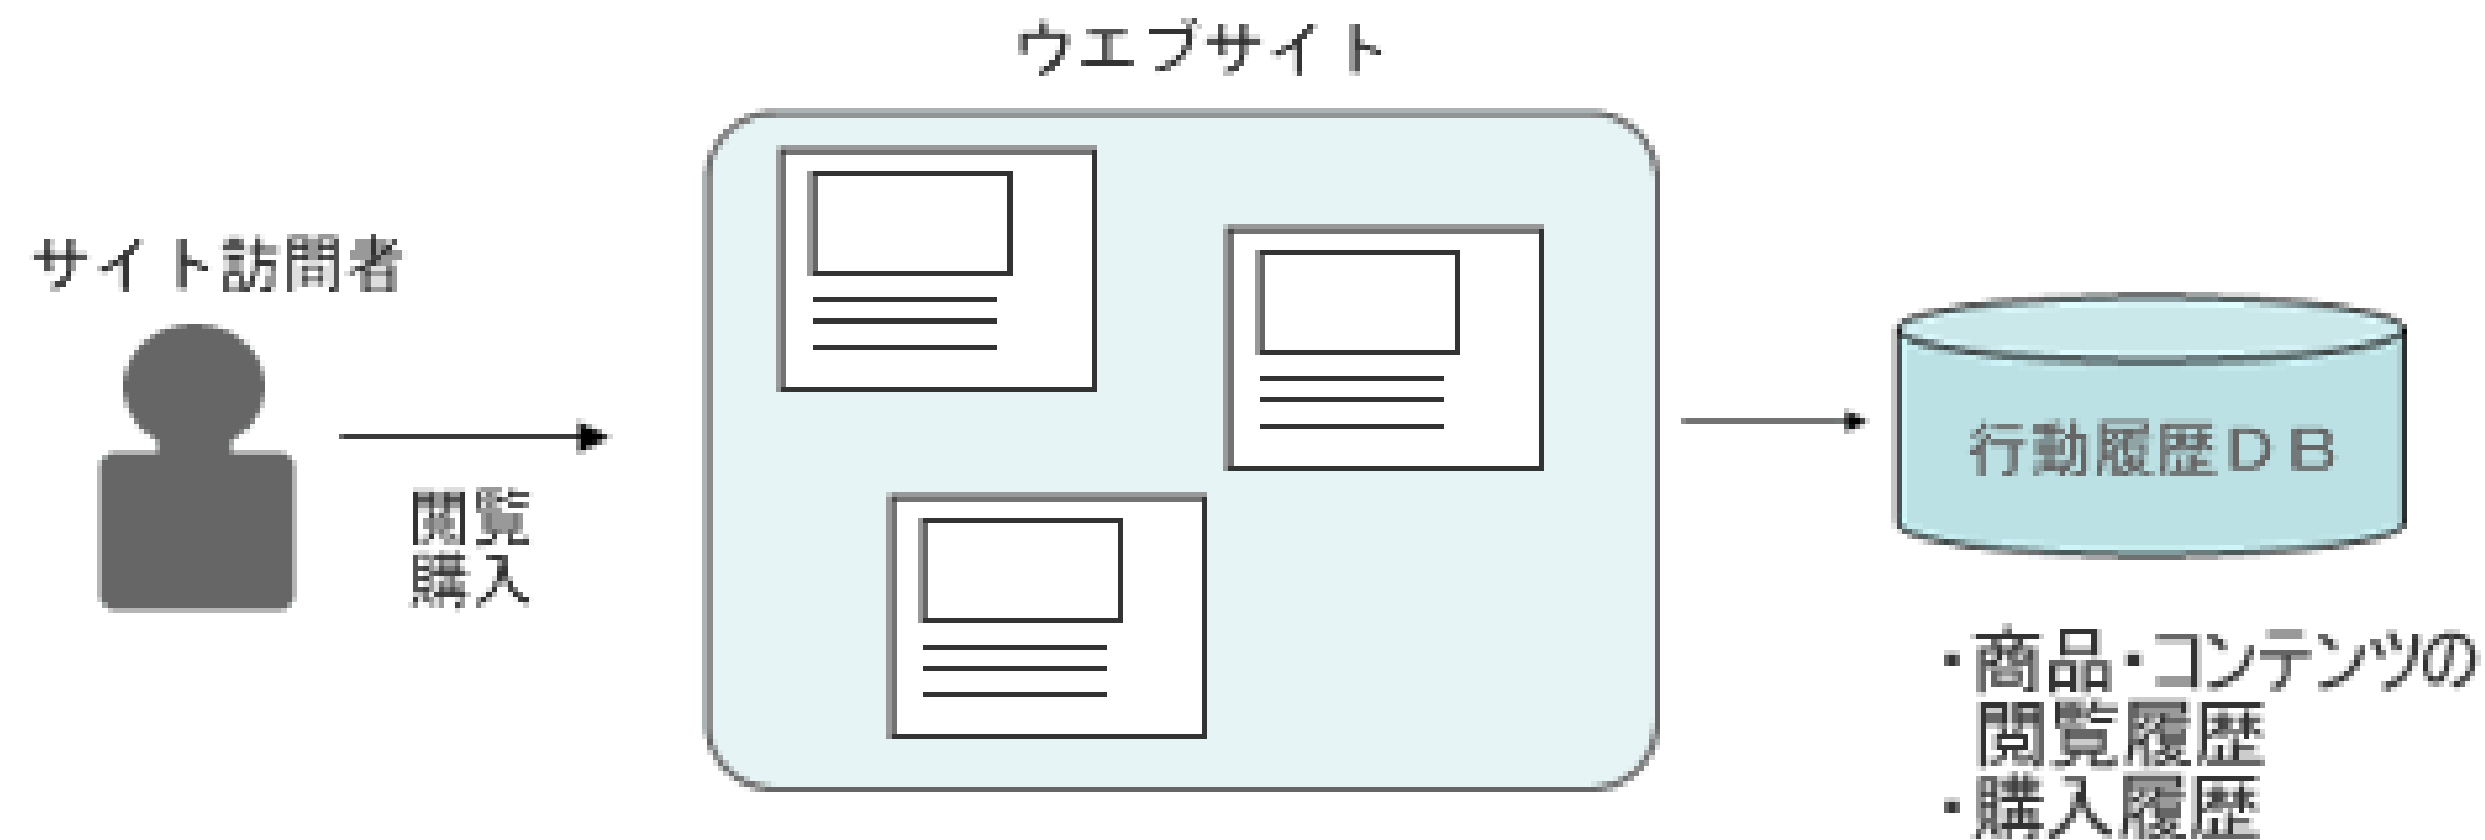 ウエブサイト
サイト訪問者
閲覧
購入
行動履歴DB
・商品・コンテンツの
閲覧履歴
・購入履歴